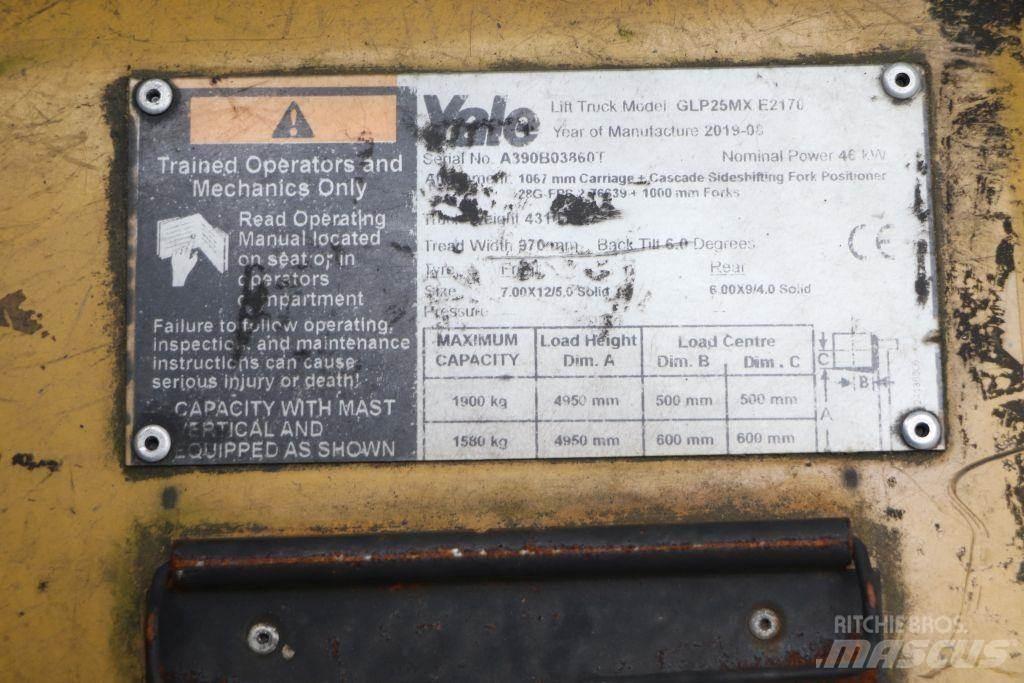 Trained Operators and
Mechanics Only
Read Operating
Manual located
on seat or in
operators
compartment
Failure to follow operating,
inspection and maintenance
instructions can cause
serious injury or death!
CAPACITY WITH MAST
VERTICAL AND
EQUIPPED AS SHOWN
Yale
Lift Truck Model GLP25MX E2170
Year of Manufacture 2019-08
Serial No. A390B03860T Nominal Power 46 kW
1067 mm Carriage + Cascade Sideshifting Fork Positioner
+ 1000 mm Forks
Truck Weight
Tread Width 970 mm Back Tilt 6.0 Degrees
CE
Tyre Front Rear
Size 7.00X12/5.0 Solid 6.00X9/4.0 Solid
Pressure
MAXIMUM CAPACITY Load Height Dim. A Load Centre Dim. B Dim. C
1900 kg 4950 mm 500 mm 500 mm
1580 kg 4950 mm 600 mm 600 mm
C
B
A
RITCHIE BROS.
MASCUS